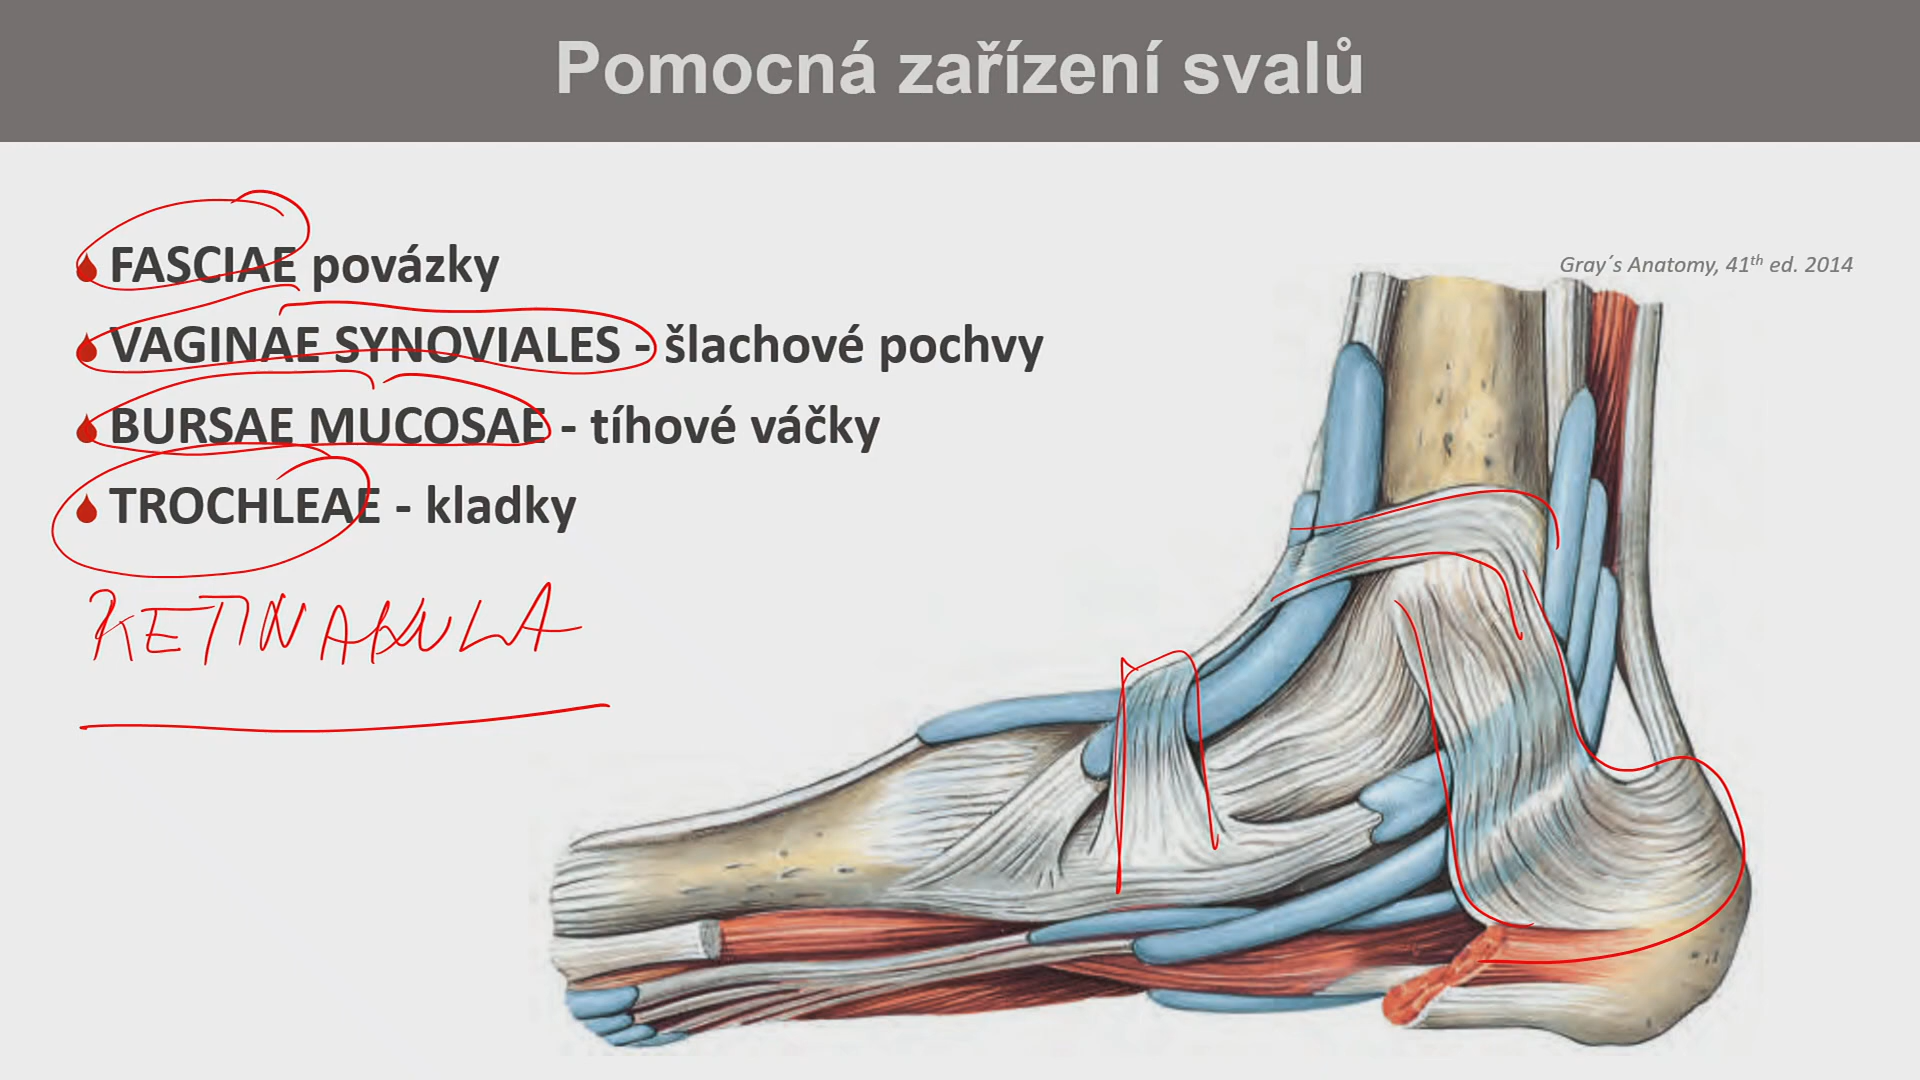 Pomocná zařízení svalů
FASCIAE povázky
Gray´s Anatomy, 41th ed. 2014
VAGINAE SYNOVIALES - šlachové pochvy
BURSAE MUCOSAE - tíhové váčky
TROCHLEAE - kladky
RETINAKULA